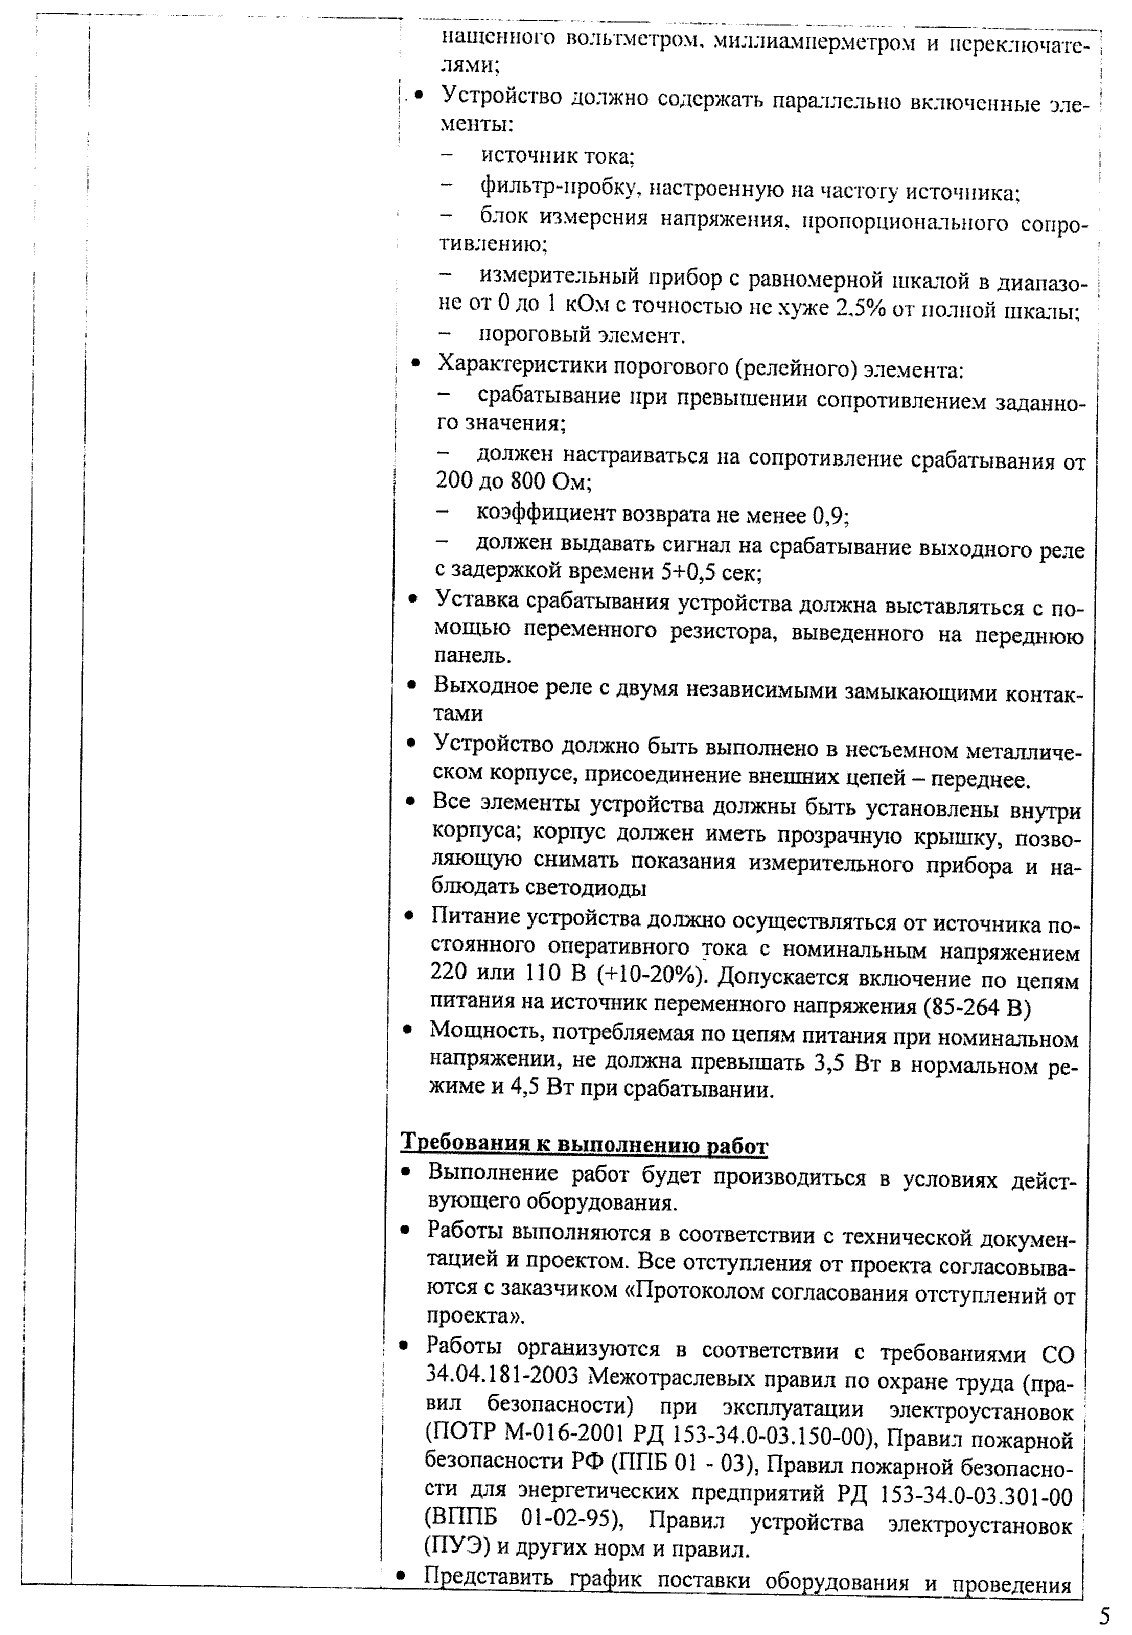 нащенного вольтметром, миллиамперметром и переключате-
лями;
• Устройство должно содержать параллельно включенные эле-
менты:
– источник тока;
– фильтр-пробку, настроенную на частоту источника;
– блок измерения напряжения, пропорционального сопро-
тивлению;
– измерительный прибор с равномерной шкалой в диапазо-
не от 0 до 1 кОм с точностью не хуже 2,5% от полной шкалы;
– пороговый элемент.
• Характеристики порогового (релейного) элемента:
– срабатывание при превышении сопротивлением заданно-
го значения;
– должен настраиваться на сопротивление срабатывания от
200 до 800 Ом;
– коэффициент возврата не менее 0,9;
– должен выдавать сигнал на срабатывание выходного реле
с задержкой времени 5+0,5 сек;
• Уставка срабатывания устройства должна выставляться с по-
мощью переменного резистора, выведенного на переднюю
панель.
• Выходное реле с двумя независимыми замыкающими контак-
тами
• Устройство должно быть выполнено в несъемном металличе-
ском корпусе, присоединение внешних цепей – переднее.
• Все элементы устройства должны быть установлены внутри
корпуса; корпус должен иметь прозрачную крышку, позво-
ляющую снимать показания измерительного прибора и на-
блюдать светодиоды
• Питание устройства должно осуществляться от источника по-
стоянного оперативного тока с номинальным напряжением
220 или 110 В (+10-20%). Допускается включение по цепям
питания на источник переменного напряжения (85-264 В)
• Мощность, потребляемая по цепям питания при номинальном
напряжении, не должна превышать 3,5 Вт в нормальном ре-
жиме и 4,5 Вт при срабатывании.
Требования к выполнению работ
• Выполнение работ будет производиться в условиях дейст-
вующего оборудования.
• Работы выполняются в соответствии с технической докумен-
тацией и проектом. Все отступления от проекта согласовыва-
ются с заказчиком «Протоколом согласования отступлений от
проекта».
• Работы организуются в соответствии с требованиями СО
34.04.181-2003 Межотраслевых правил по охране труда (пра-
вил безопасности) при эксплуатации электроустановок
(ПОТР М-016-2001 РД 153-34.0-03.150-00), Правил пожарной
безопасности РФ (ППБ 01 - 03), Правил пожарной безопасно-
сти для энергетических предприятий РД 153-34.0-03.301-00
(ВППБ 01-02-95), Правил устройства электроустановок
(ПУЭ) и других норм и правил.
• Представить график поставки оборудования и проведения
5